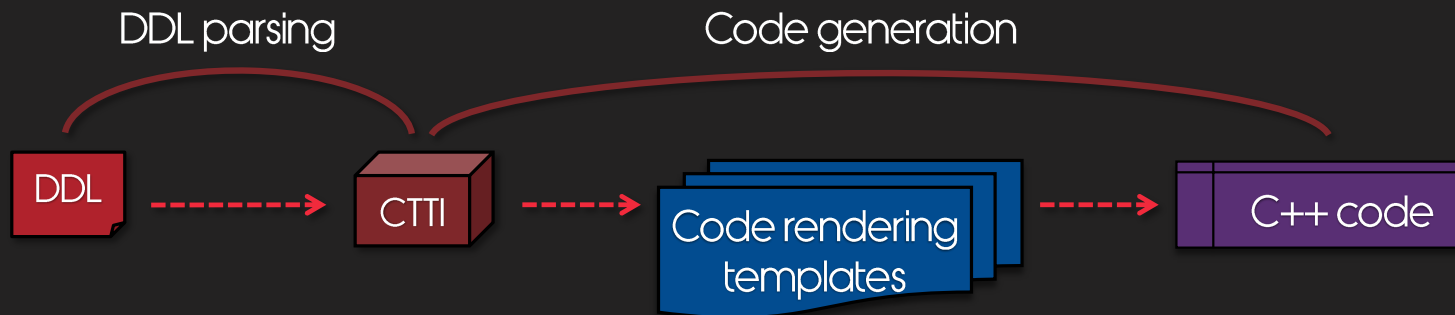 DDL parsing
Code generation
DDL
CTTI
Code rendering
templates
C++ code